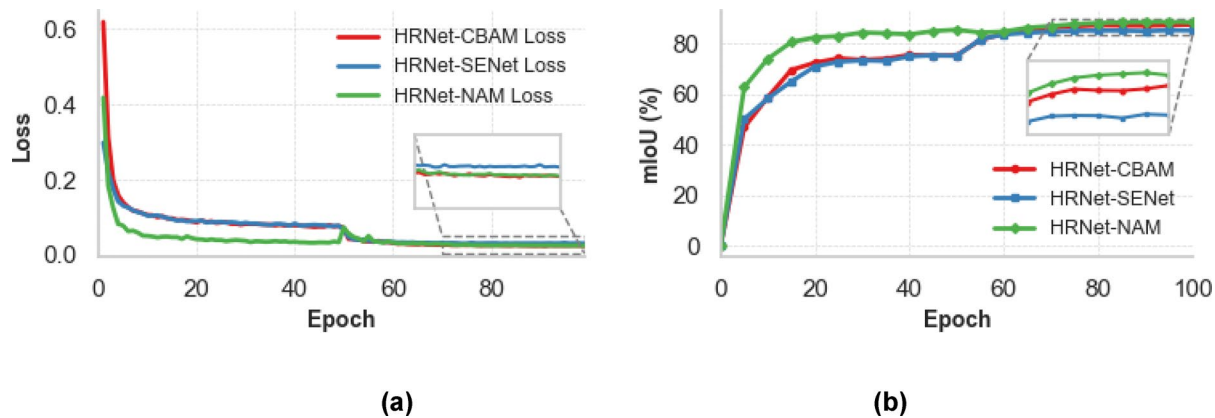 0.6
0.4
0.2
0.0
Loss
HRNet-CBAM Loss
HRNet-SENet Loss
HRNet-NAM Loss
0 20 40 60 80
Epoch
(a)
80
60
40
20
0
mIoU (%)
HRNet-CBAM
HRNet-SENet
HRNet-NAM
0 20 40 60 80 100
Epoch
(b)